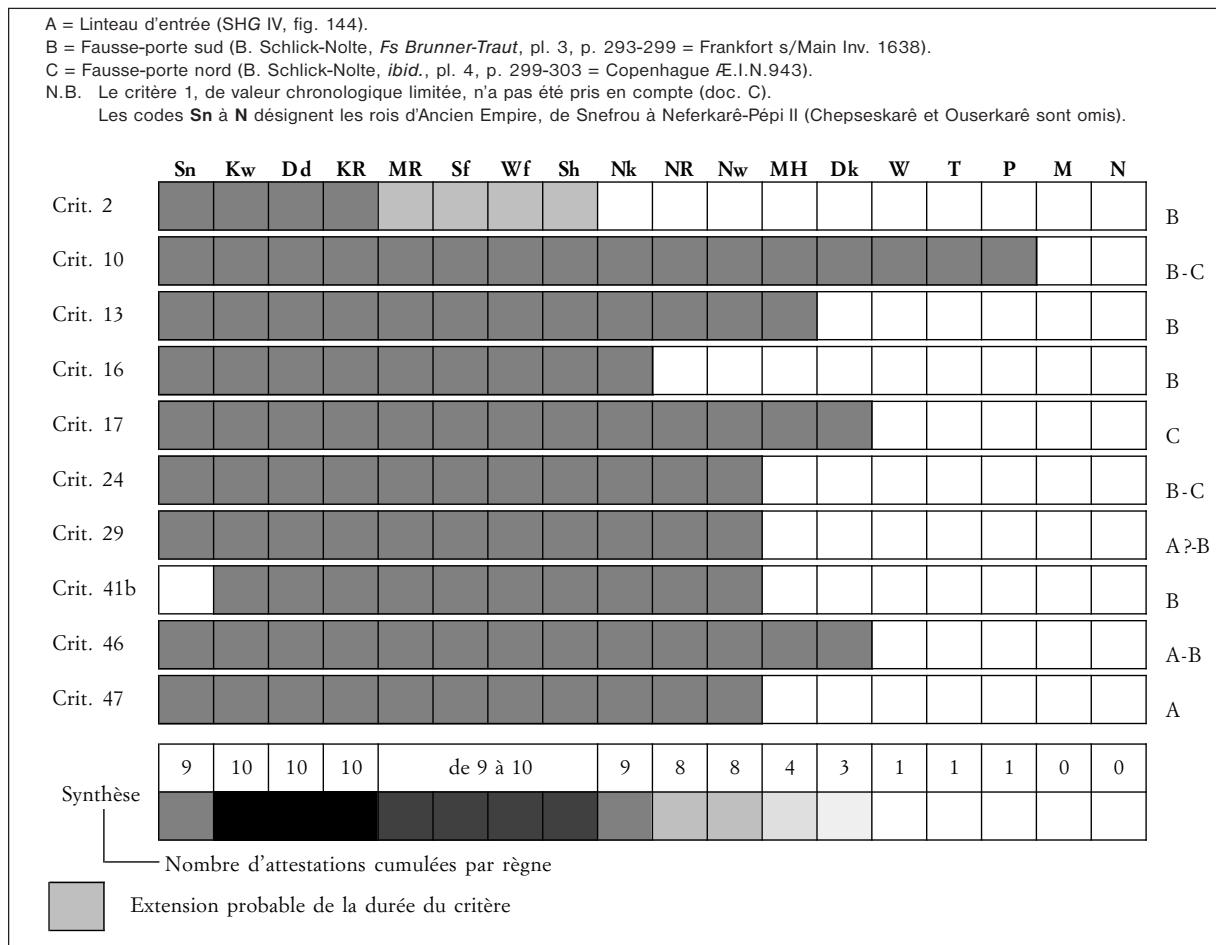 A = Linteau d'entrée (SHG IV, fig. 144).
B = Fausse-porte sud (B. Schlick-Nolte, Fs Brunner-Traut, pl. 3, p. 293-299 = Frankfort s/Main Inv. 1638).
C = Fausse-porte nord (B. Schlick-Nolte, ibid., pl. 4, p. 299-303 = Copenhague Æ.I.N.943).
N.B. Le critère 1, de valeur chronologique limitée, n'a pas été pris en compte (doc. C).
Les codes Sn à N désignent les rois d'Ancien Empire, de Snefrou à Neferkarê-Pépi II (Chepseskarê et Ouserkarê sont omis).
Sn Kw Dd KR MR Sf Wf Sh Nk NR Nw MH Dk W T P M N
Crit. 2 B
Crit. 10 B-C
Crit. 13 B
Crit. 16 B
Crit. 17 C
Crit. 24 B-C
Crit. 29 A?-B
Crit. 41b B
Crit. 46 A-B
Crit. 47 A
9 10 10 10 de 9 à 10 9 8 8 4 3 1 1 1 0 0
Synthèse
Nombre d'attestations cumulées par règne
Extension probable de la durée du critère